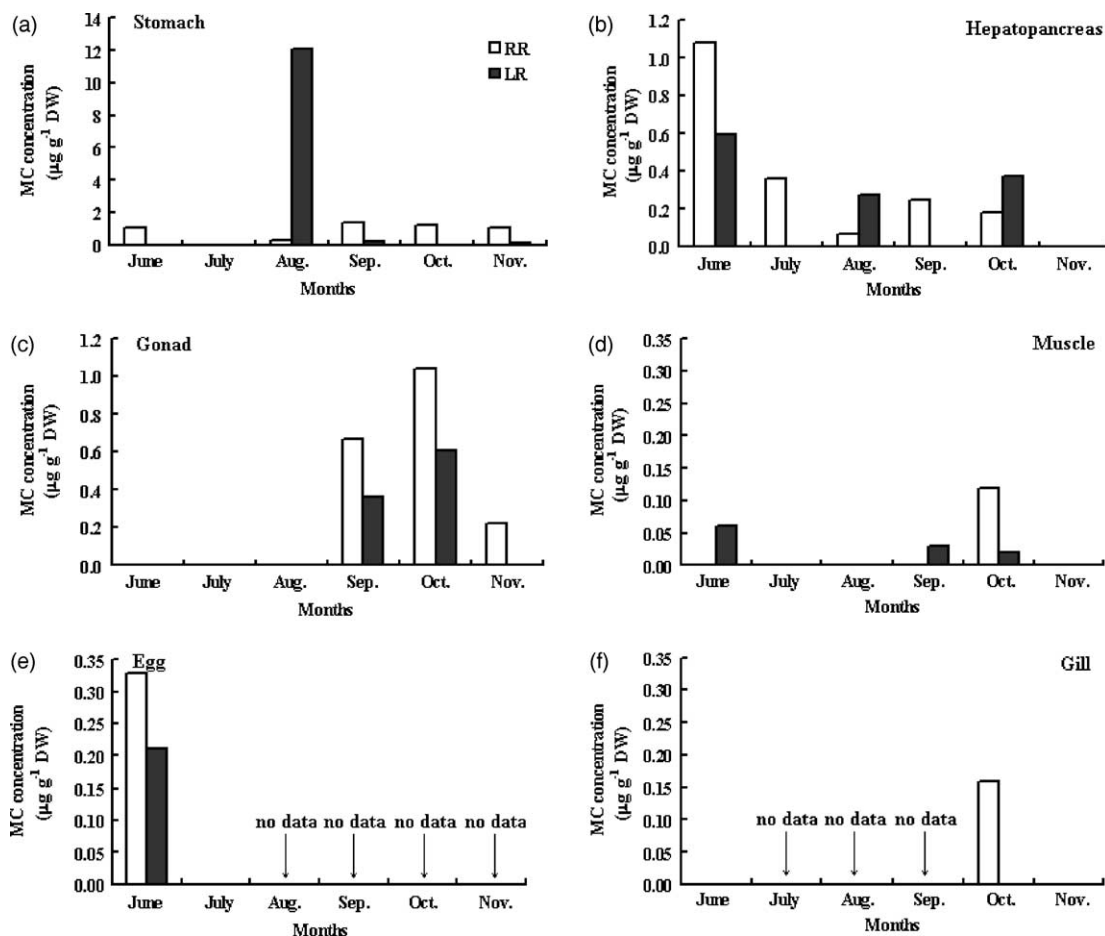 (a) Stomach
RR
LR
14
12
10
8
6
4
2
0
MC concentration
(µg g-1 DW)
June July Aug. Sep. Oct. Nov.
Months
(b) Hepatopancreas
1.2
1.0
0.8
0.6
0.4
0.2
0.0
MC concentration
(µg g-1 DW)
June July Aug. Sep. Oct. Nov.
Months
(c) Gonad
1.2
1.0
0.8
0.6
0.4
0.2
0.0
MC concentration
(µg g-1 DW)
June July Aug. Sep. Oct. Nov.
Months
(d) Muscle
0.35
0.30
0.25
0.20
0.15
0.10
0.05
0.00
MC concentration
(µg g-1 DW)
June July Aug. Sep. Oct. Nov.
Months
(e) Egg
0.35
0.30
0.25
0.20
0.15
0.10
0.05
0.00
MC concentration
(µg g-1 DW)
no data no data no data no data
June July Aug. Sep. Oct. Nov.
Months
(f) Gill
0.35
0.30
0.25
0.20
0.15
0.10
0.05
0.00
MC concentration
(µg g-1 DW)
no data no data no data
June July Aug. Sep. Oct. Nov.
Months